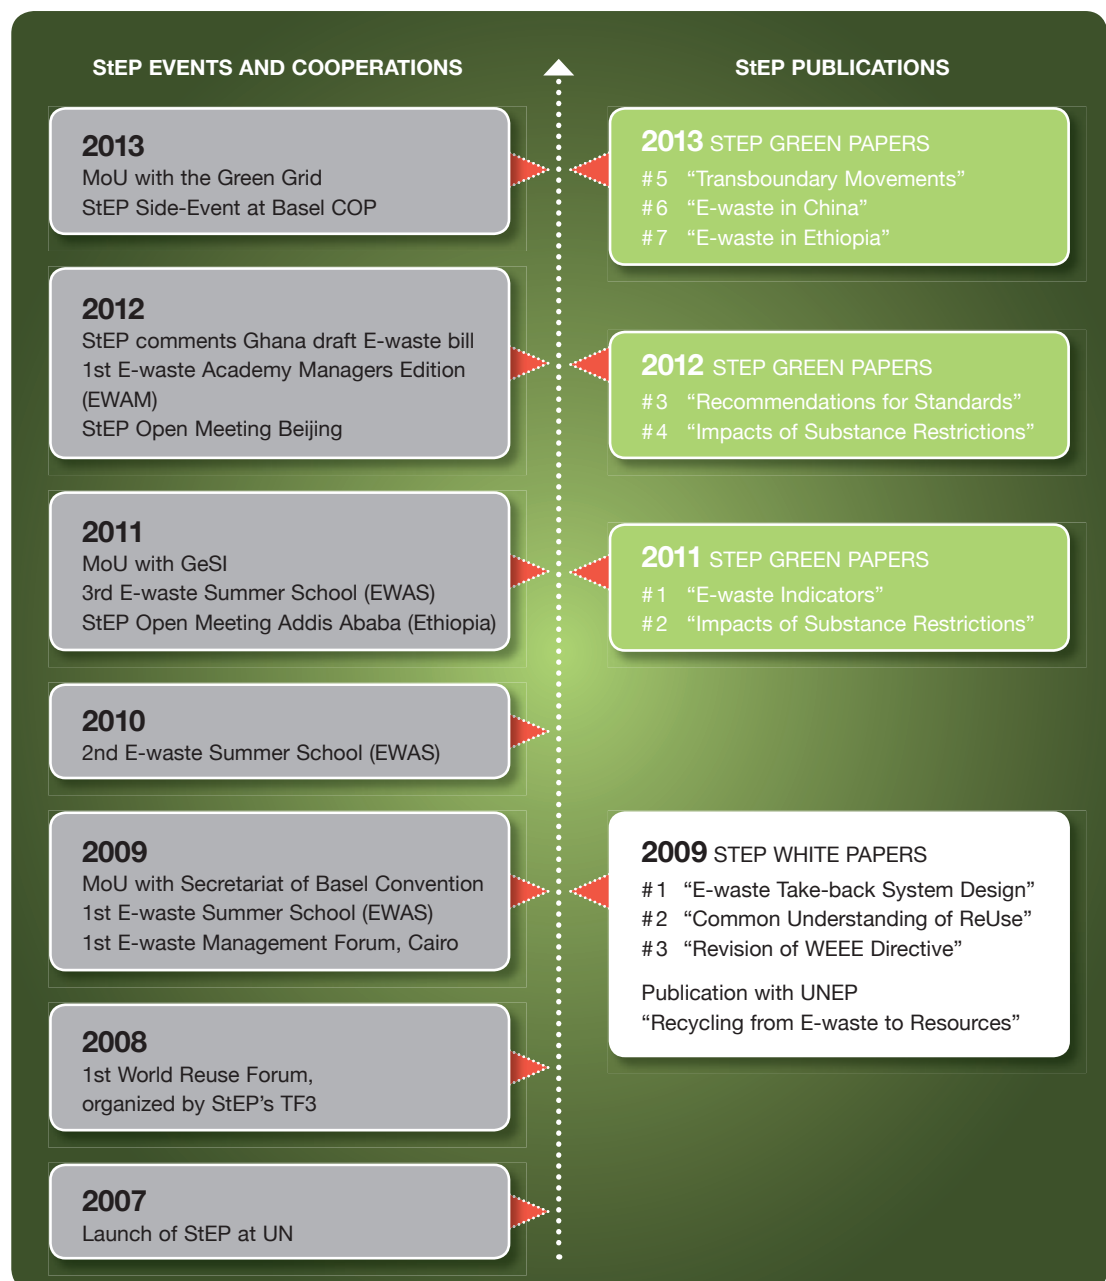 StEP EVENTS AND COOPERATIONS
2013
MoU with the Green Grid
StEP Side-Event at Basel COP
2012
StEP comments Ghana draft E-waste bill
1st E-waste Academy Managers Edition
(EWAM)
StEP Open Meeting Beijing
2011
MoU with GeSI
3rd E-waste Summer School (EWAS)
StEP Open Meeting Addis Ababa (Ethiopia)
2010
2nd E-waste Summer School (EWAS)
2009
MoU with Secretariat of Basel Convention
1st E-waste Summer School (EWAS)
1st E-waste Management Forum, Cairo
2008
1st World Reuse Forum,
organized by StEP’s TF3
2007
Launch of StEP at UN
StEP PUBLICATIONS
2013 STEP GREEN PAPERS
#5 “Transboundary Movements”
#6 “E-waste in China”
#7 “E-waste in Ethiopia”
2012 STEP GREEN PAPERS
#3 “Recommendations for Standards”
#4 “Impacts of Substance Restrictions”
2011 STEP GREEN PAPERS
#1 “E-waste Indicators”
#2 “Impacts of Substance Restrictions”
2009 STEP WHITE PAPERS
#1 “E-waste Take-back System Design”
#2 “Common Understanding of ReUse”
#3 “Revision of WEEE Directive”
Publication with UNEP
“Recycling from E-waste to Resources”